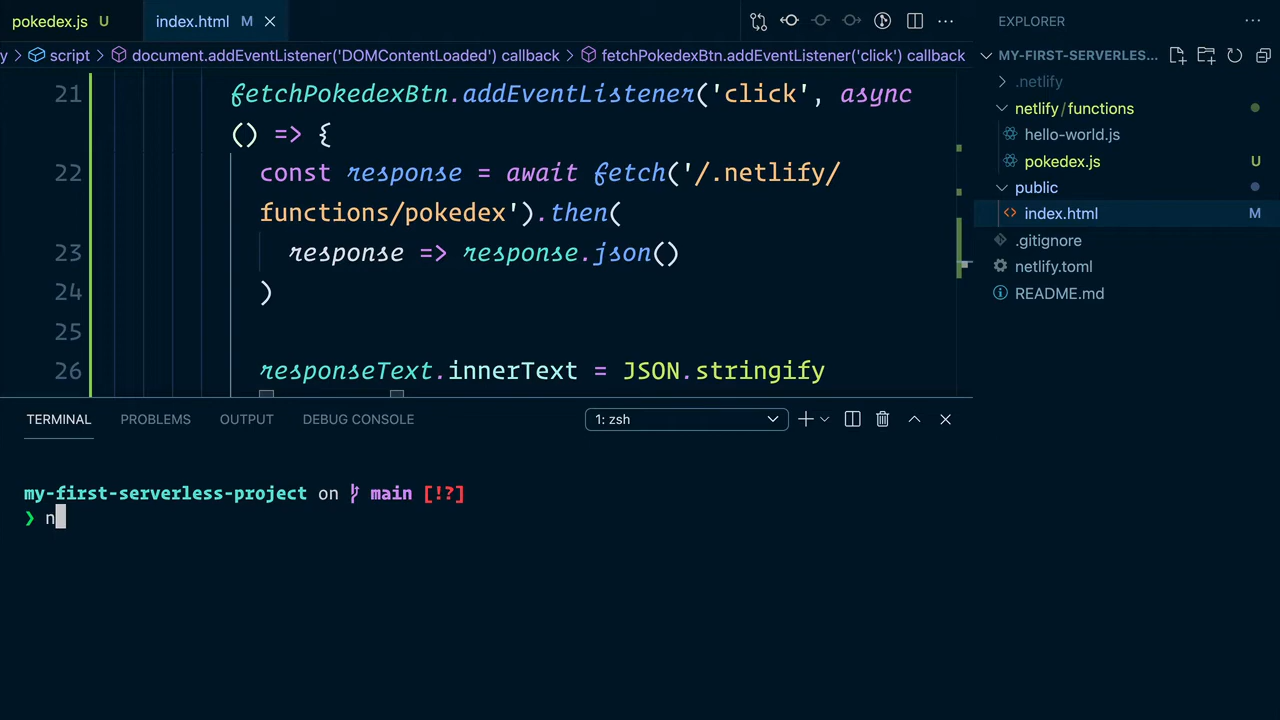 pokedex.js U index.html M
y > script > document.addEventListener('DOMContentLoaded') callback > fetchPokedexBtn.addEventListener('click') callback
21 fetchPokedexBtn.addEventListener('click', async
() => {
22 const response = await fetch('/.netlify/
functions/pokedex').then(
23 response => response.json()
24 )
25
26 responseText.innerText = JSON.stringify
TERMINAL PROBLEMS OUTPUT DEBUG CONSOLE 1: zsh
my-first-serverless-project on main [!?]
❯ n
EXPLORER
MY-FIRST-SERVERLESS...
.netlify
netlify/functions
hello-world.js
pokedex.js U
public
index.html M
.gitignore
netlify.toml
README.md